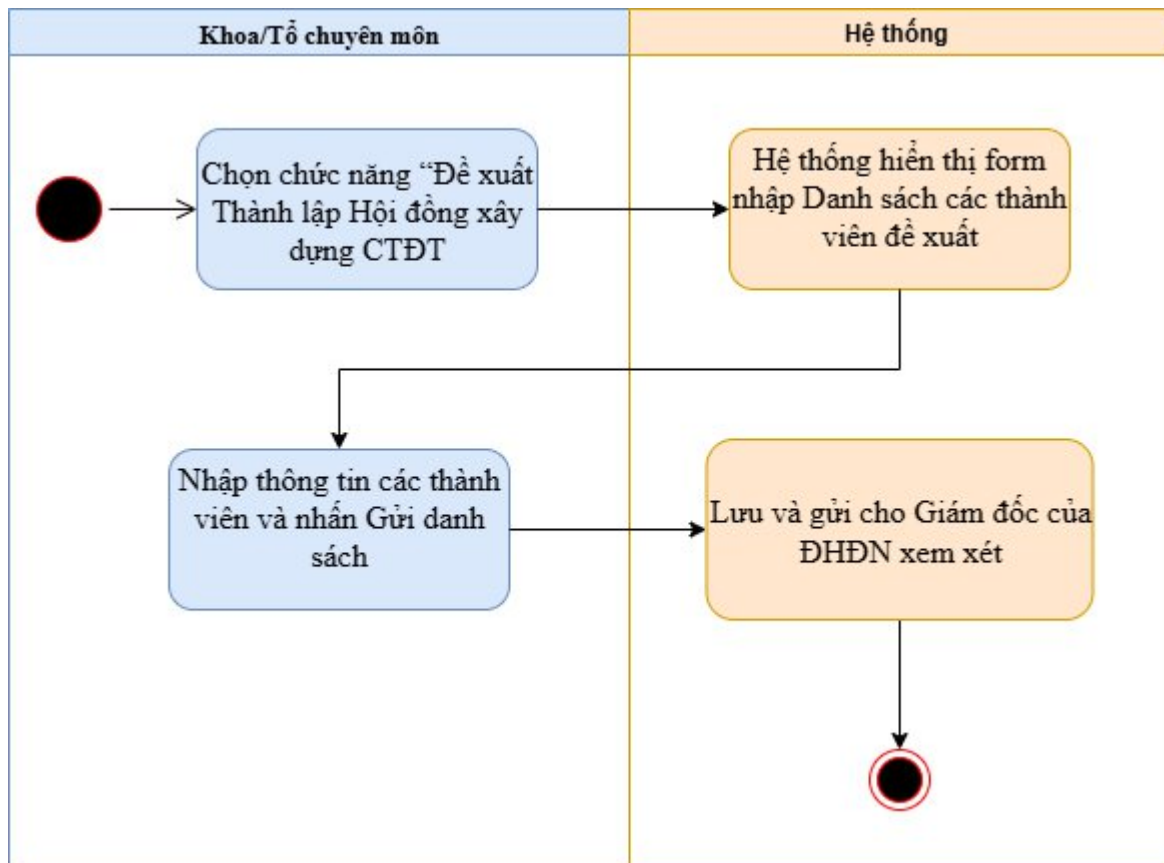 Khoa/Tổ chuyên môn
Hệ thống
Chọn chức năng “Đề xuất
Thành lập Hội đồng xây
dựng CTĐT
Hệ thống hiển thị form
nhập Danh sách các thành
viên đề xuất
Nhập thông tin các thành
viên và nhấn Gửi danh
sách
Lưu và gửi cho Giám đốc của
ĐHĐN xem xét